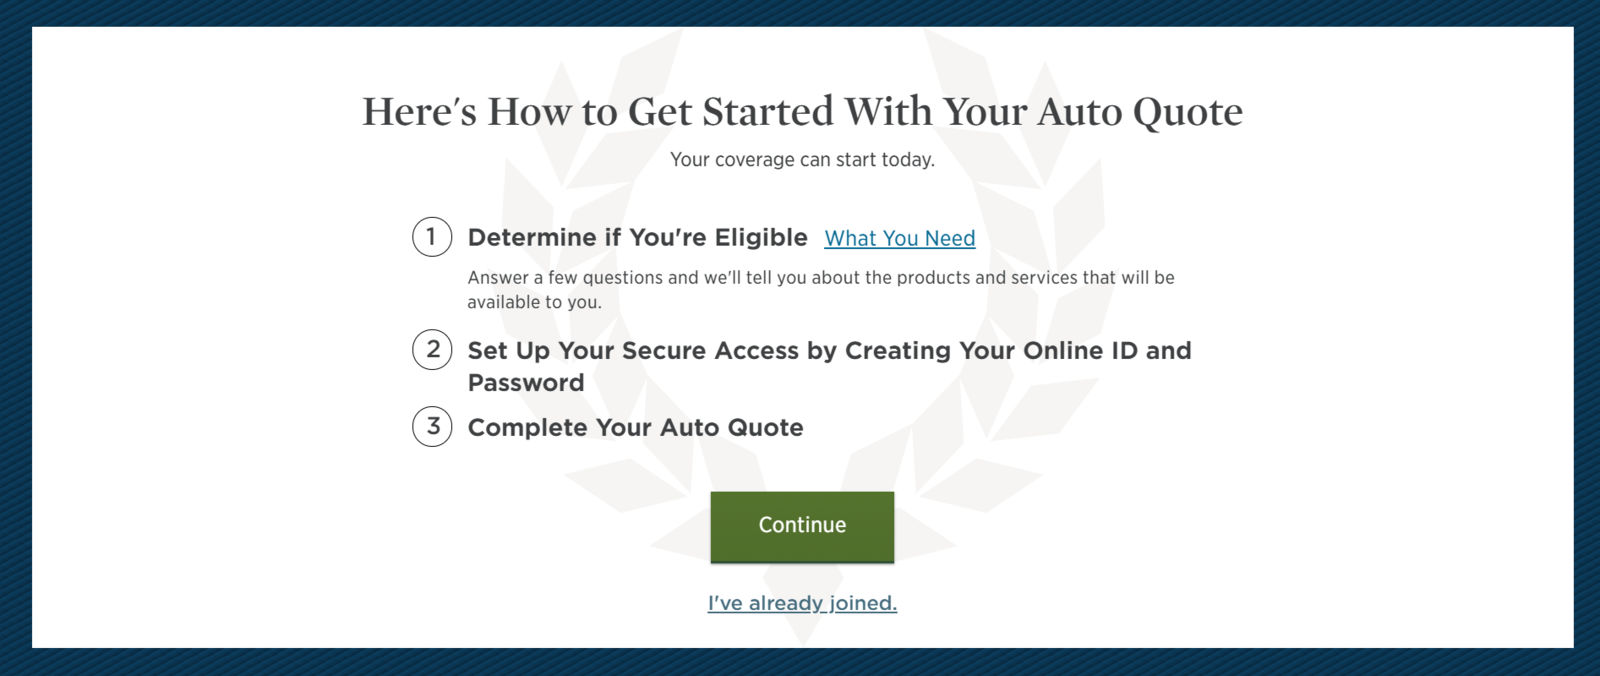 Here's How to Get Started With Your Auto Quote
Your coverage can start today.
1 Determine if You're Eligible What You Need
Answer a few questions and we'll tell you about the products and services that will be
available to you.
2 Set Up Your Secure Access by Creating Your Online ID and
Password
3 Complete Your Auto Quote
Continue
I've already joined.